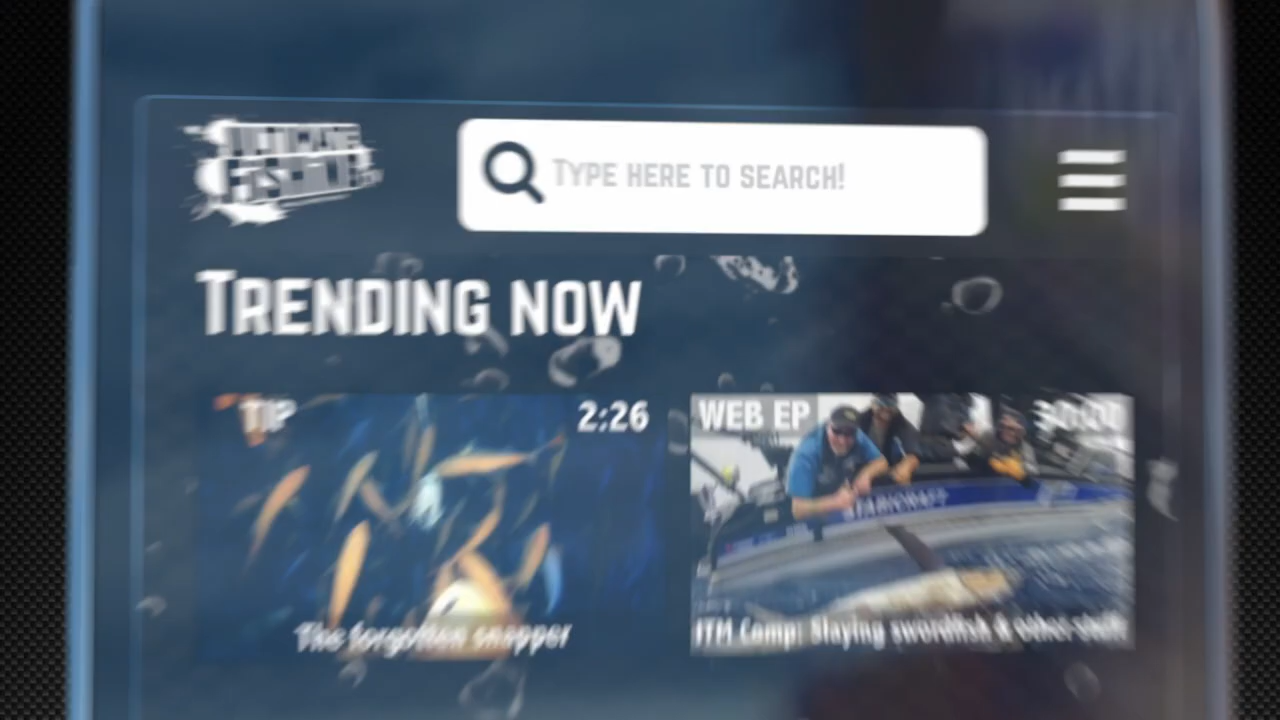 Type here to search!
Trending now
TIP
2:26
WEB EP
The forgotten snapper
ITM Comp: Slaying swordfish & other stuff
STABICRAFT